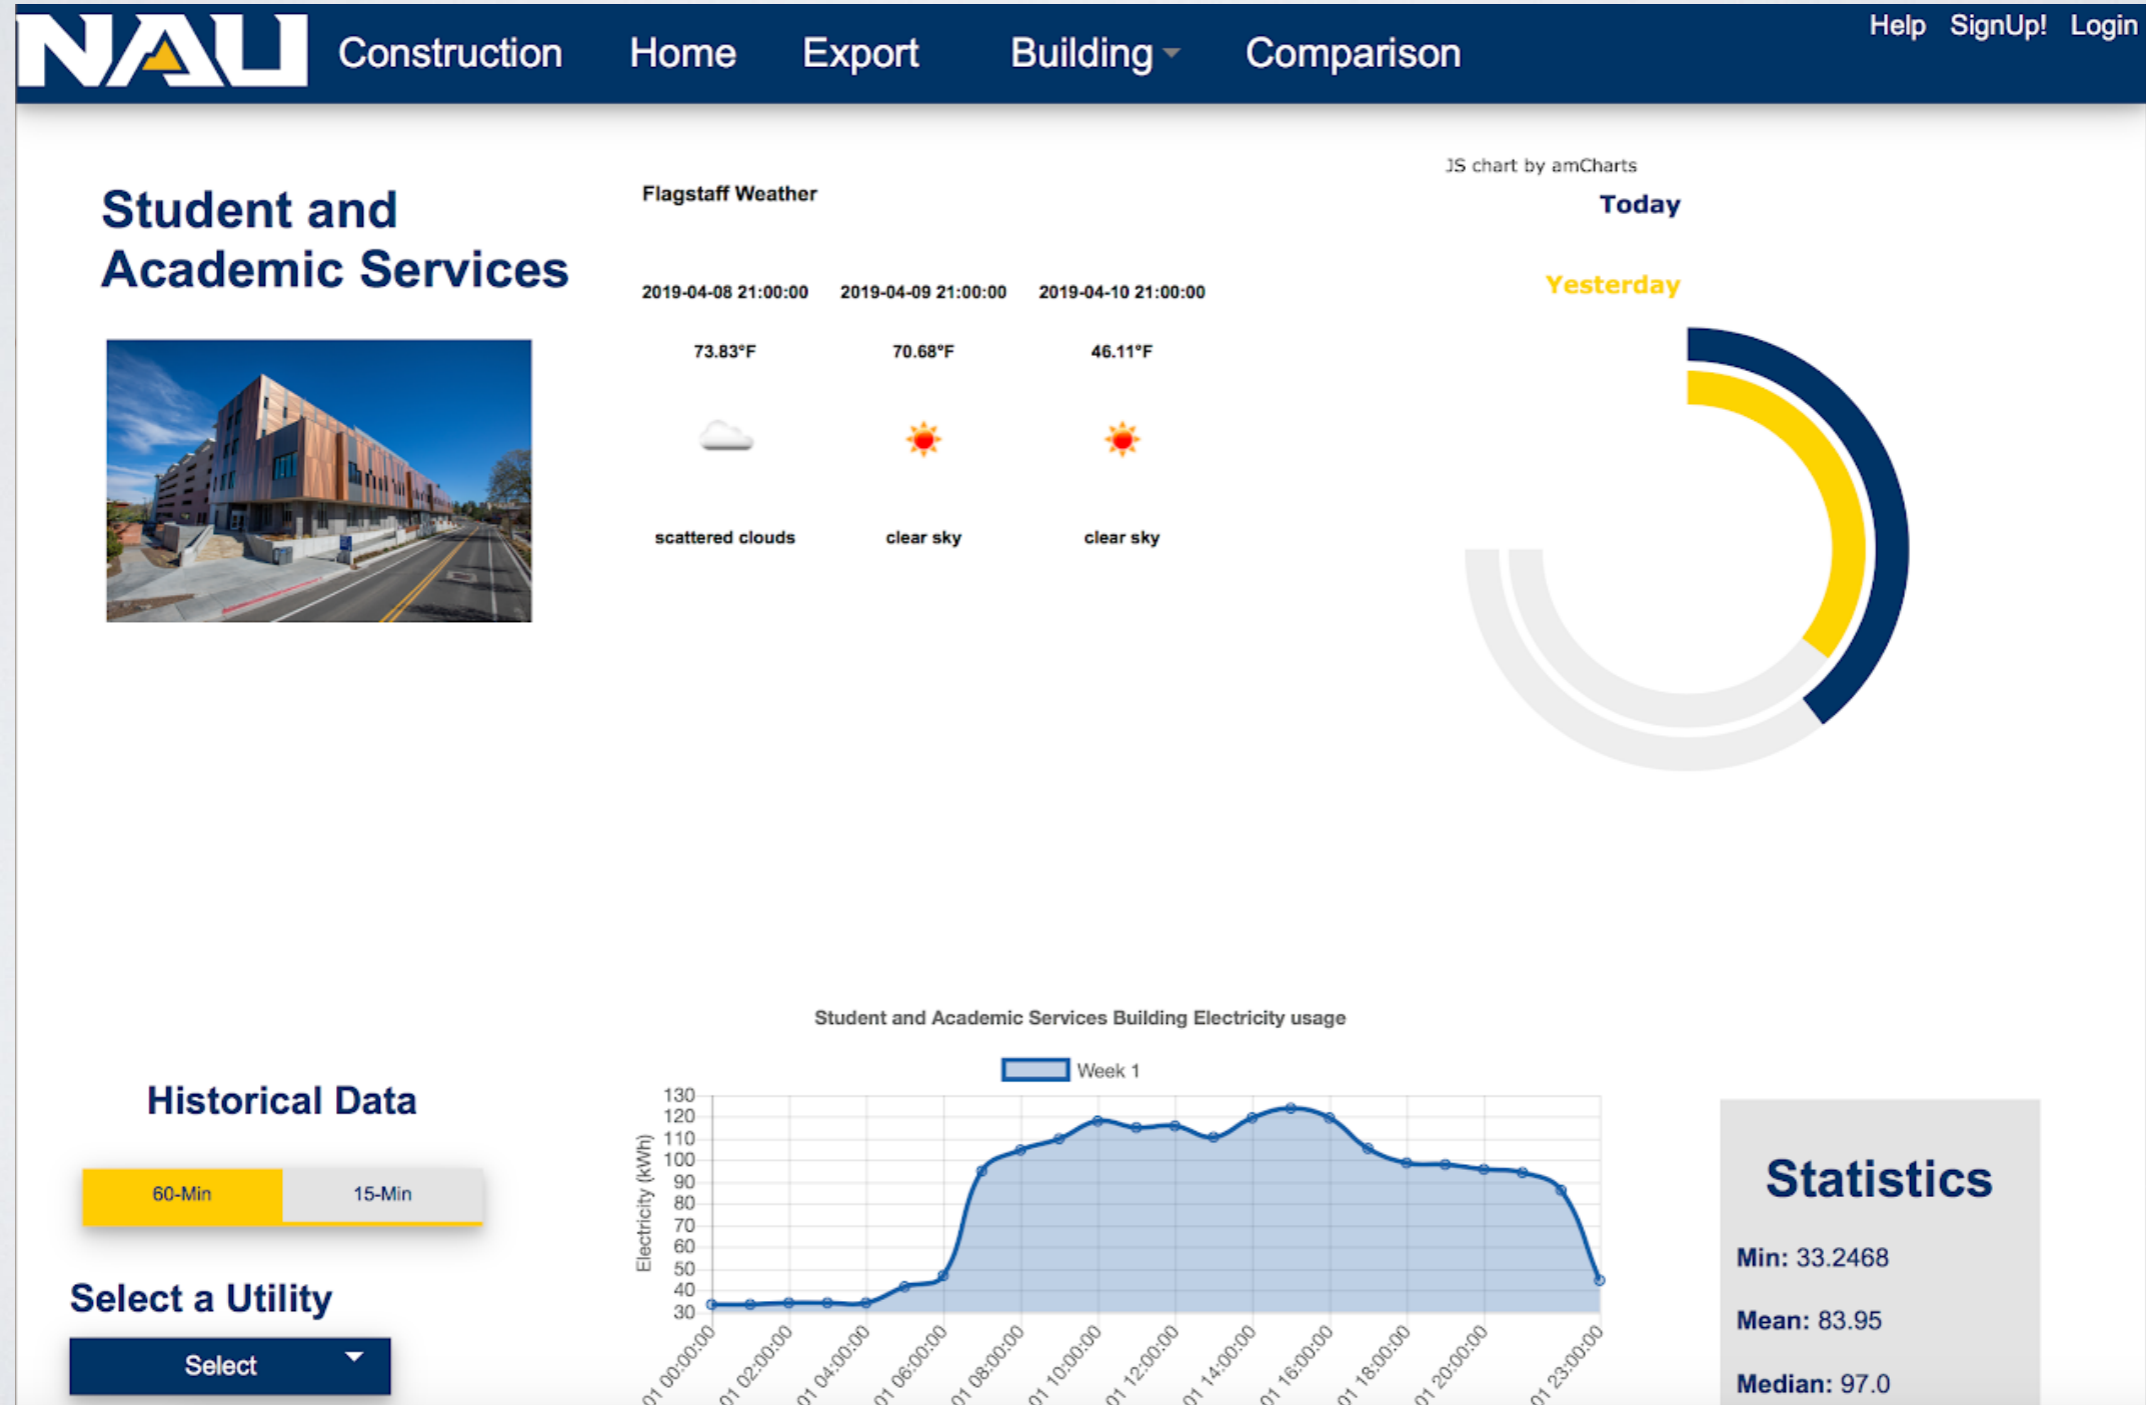 NAU Construction Home Export Building Comparison Help SignUp! Login
Student and
Academic Services
Flagstaff Weather
2019-04-08 21:00:00 2019-04-09 21:00:00 2019-04-10 21:00:00
73.83°F 70.68°F 46.11°F
scattered clouds clear sky clear sky
JS chart by amCharts
Today
Yesterday
Historical Data
60-Min 15-Min
Select a Utility
Select
Student and Academic Services Building Electricity usage
Week 1
Electricity (kWh)
130
120
110
100
90
80
70
60
50
40
30
01 00:00:00
01 02:00:00
01 04:00:00
01 06:00:00
01 08:00:00
01 10:00:00
01 12:00:00
01 14:00:00
01 16:00:00
01 18:00:00
01 20:00:00
01 23:00:00
Statistics
Min: 33.2468
Mean: 83.95
Median: 97.0